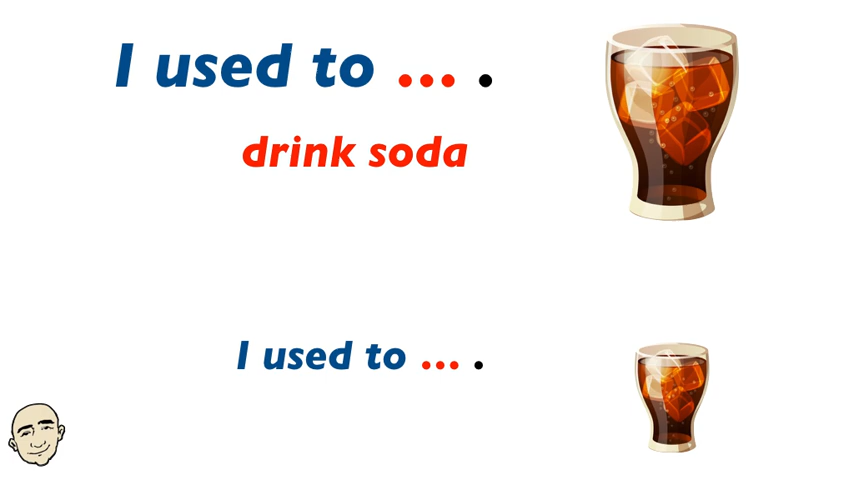 I used to ... .
drink soda
I used to ... .